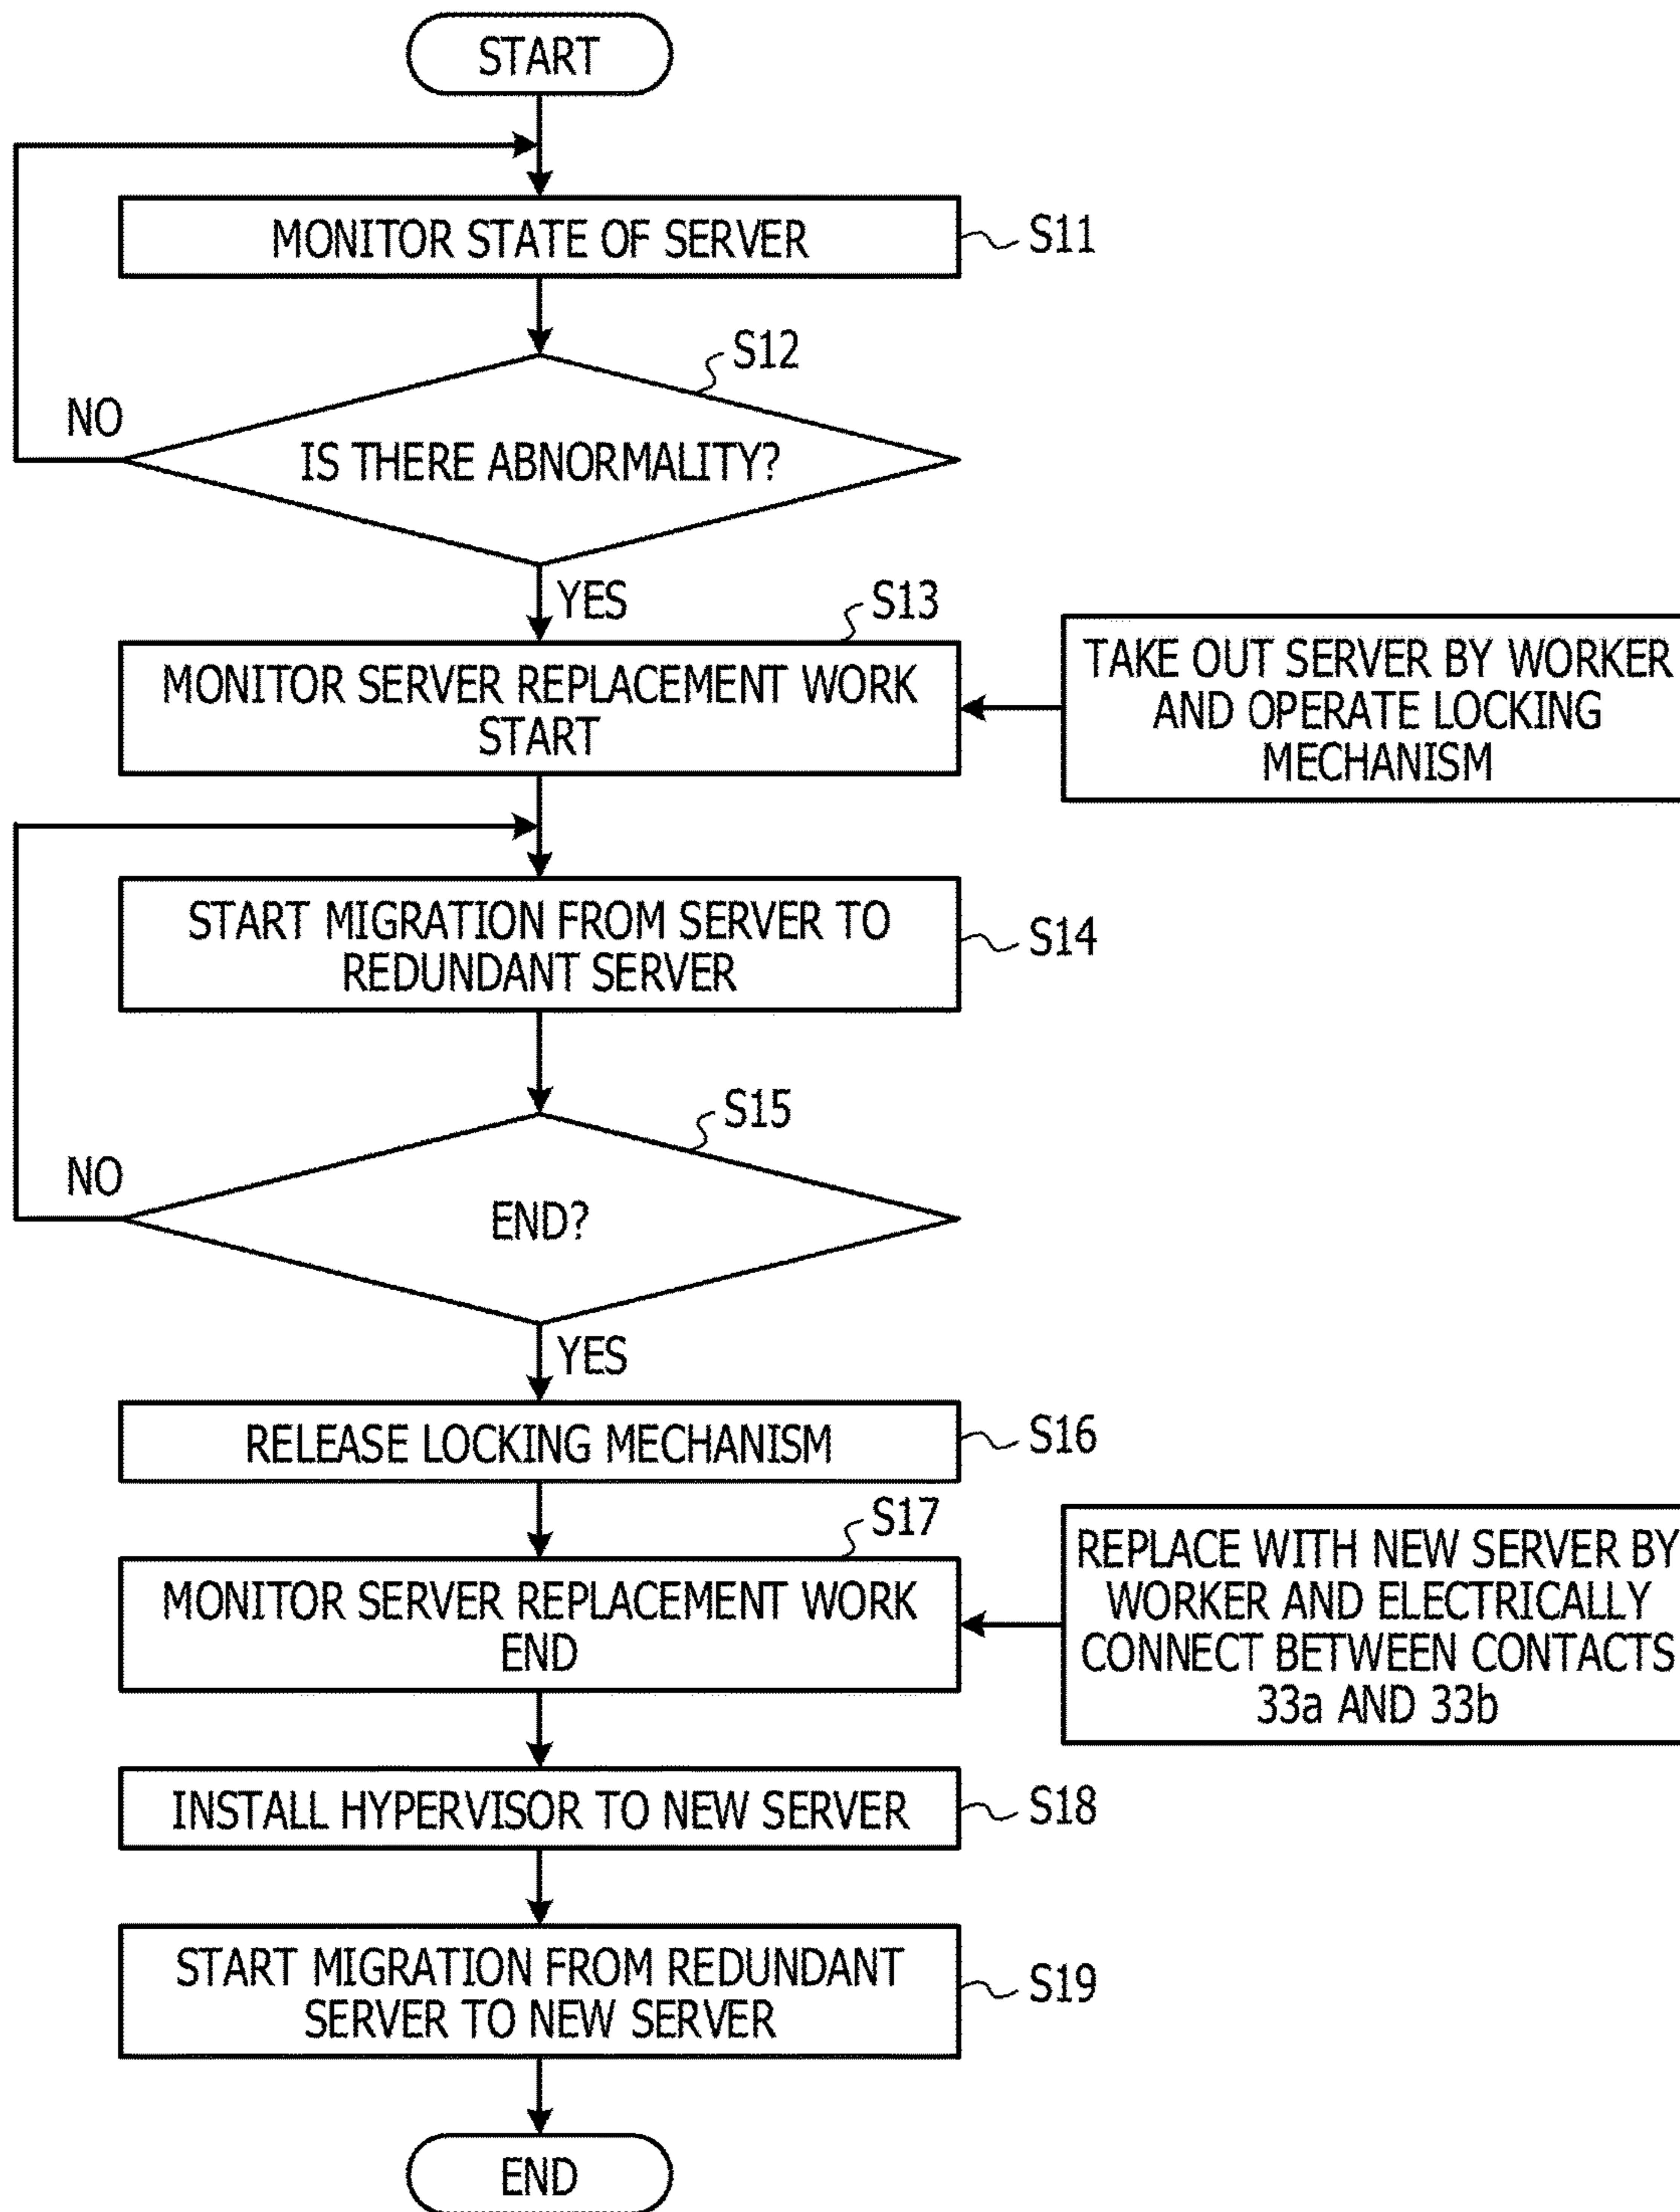 START
MONITOR STATE OF SERVER
S11
S12
NO
IS THERE ABNORMALITY?
YES
S13
MONITOR SERVER REPLACEMENT WORK
START
TAKE OUT SERVER BY WORKER
AND OPERATE LOCKING
MECHANISM
START MIGRATION FROM SERVER TO
REDUNDANT SERVER
S14
S15
NO
END?
YES
RELEASE LOCKING MECHANISM
S16
S17
MONITOR SERVER REPLACEMENT WORK
END
REPLACE WITH NEW SERVER BY
WORKER AND ELECTRICALLY
CONNECT BETWEEN CONTACTS
33a AND 33b
INSTALL HYPERVISOR TO NEW SERVER
S18
START MIGRATION FROM REDUNDANT
SERVER TO NEW SERVER
S19
END